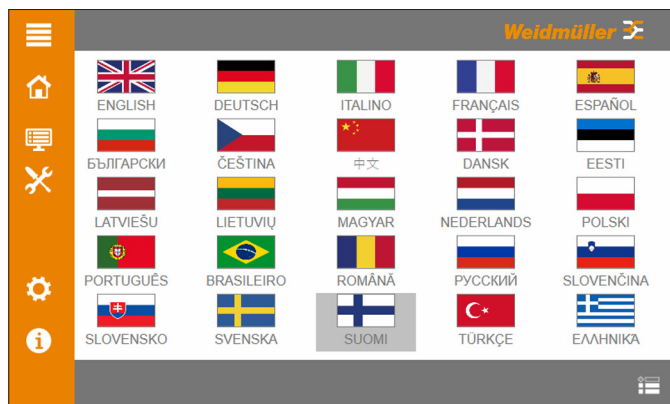 Weidmüller
ENGLISH DEUTSCH ITALINO FRANÇAIS ESPAÑOL
БЪЛГАРСКИ ČEŠTINA 中文 DANSK EESTI
LATVIEŠU LIETUVIŲ MAGYAR NEDERLANDS POLSKI
PORTUGUÊS BRASILEIRO ROMÂNĂ РУССКИЙ SLOVENČINA
SLOVENSKO SVENSKA SUOMI TÜRKÇE ΕΛΛΗΝΙΚΆ